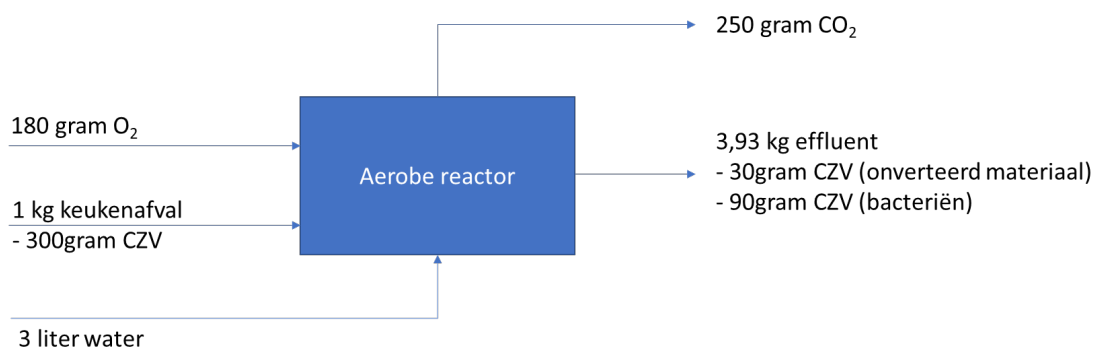 250 gram CO₂
180 gram O₂
3,93 kg effluent
- 30gram CZV (onverteerd materiaal)
- 90gram CZV (bacteriën)
Aerobe reactor
1 kg keukenafval
- 300gram CZV
3 liter water